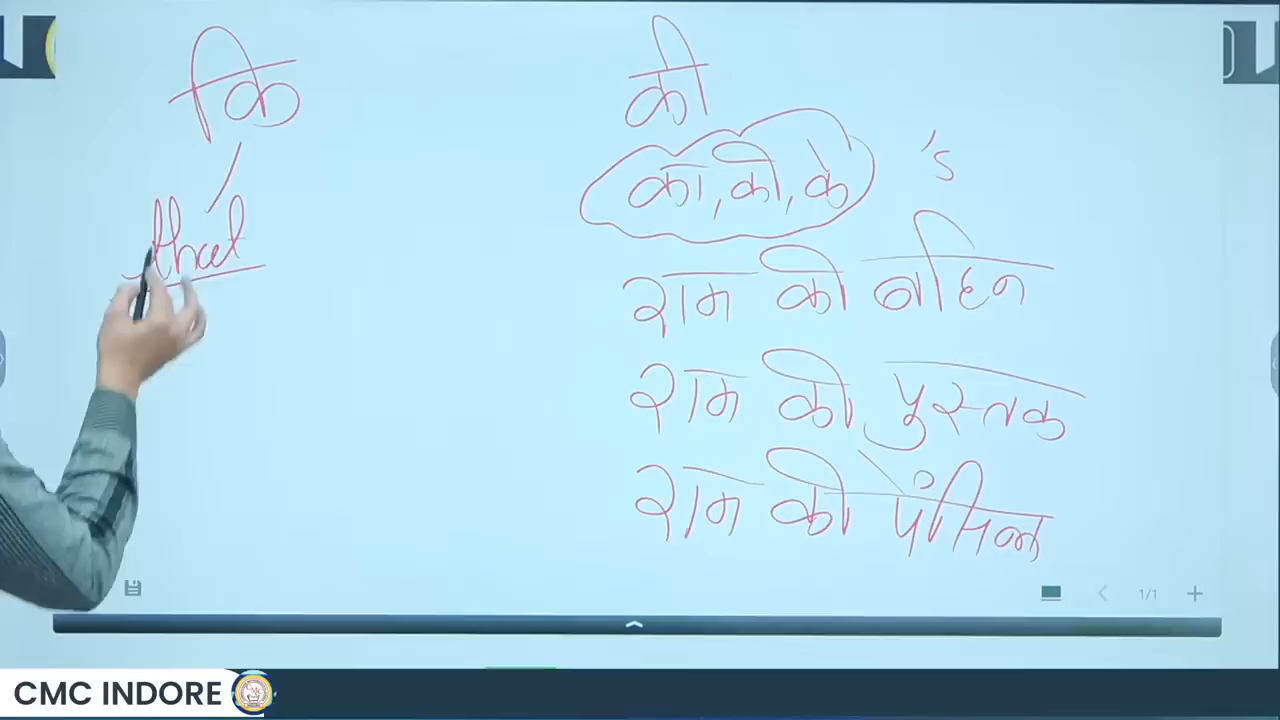 कि
that
की
का, की, के 's
राम की बहिन
राम की पुस्तक
राम की पेंसिल
1/1
CMC INDORE